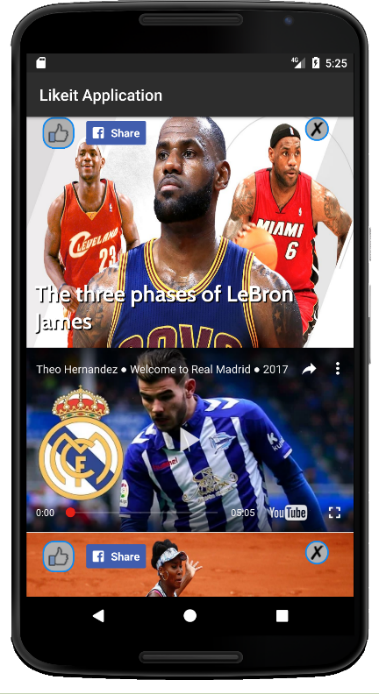 4G 5:25
Likeit Application
f Share
X
CLEVELAND
23
MIAMI
6
The three phases of LeBron
James
Theo Hernandez ● Welcome to Real Madrid ● 2017
0:00 05:05 YouTube
f Share
X